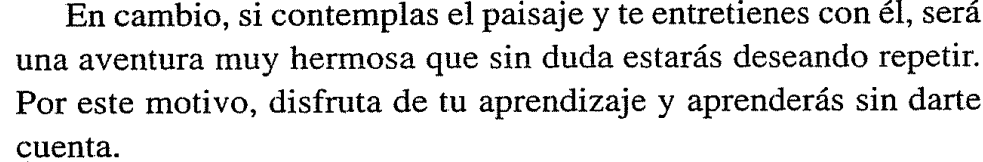 En cambio, si contemplas el paisaje y te entretienes con él, será
una aventura muy hermosa que sin duda estarás deseando repetir.
Por este motivo, disfruta de tu aprendizaje y aprenderás sin darte
cuenta.